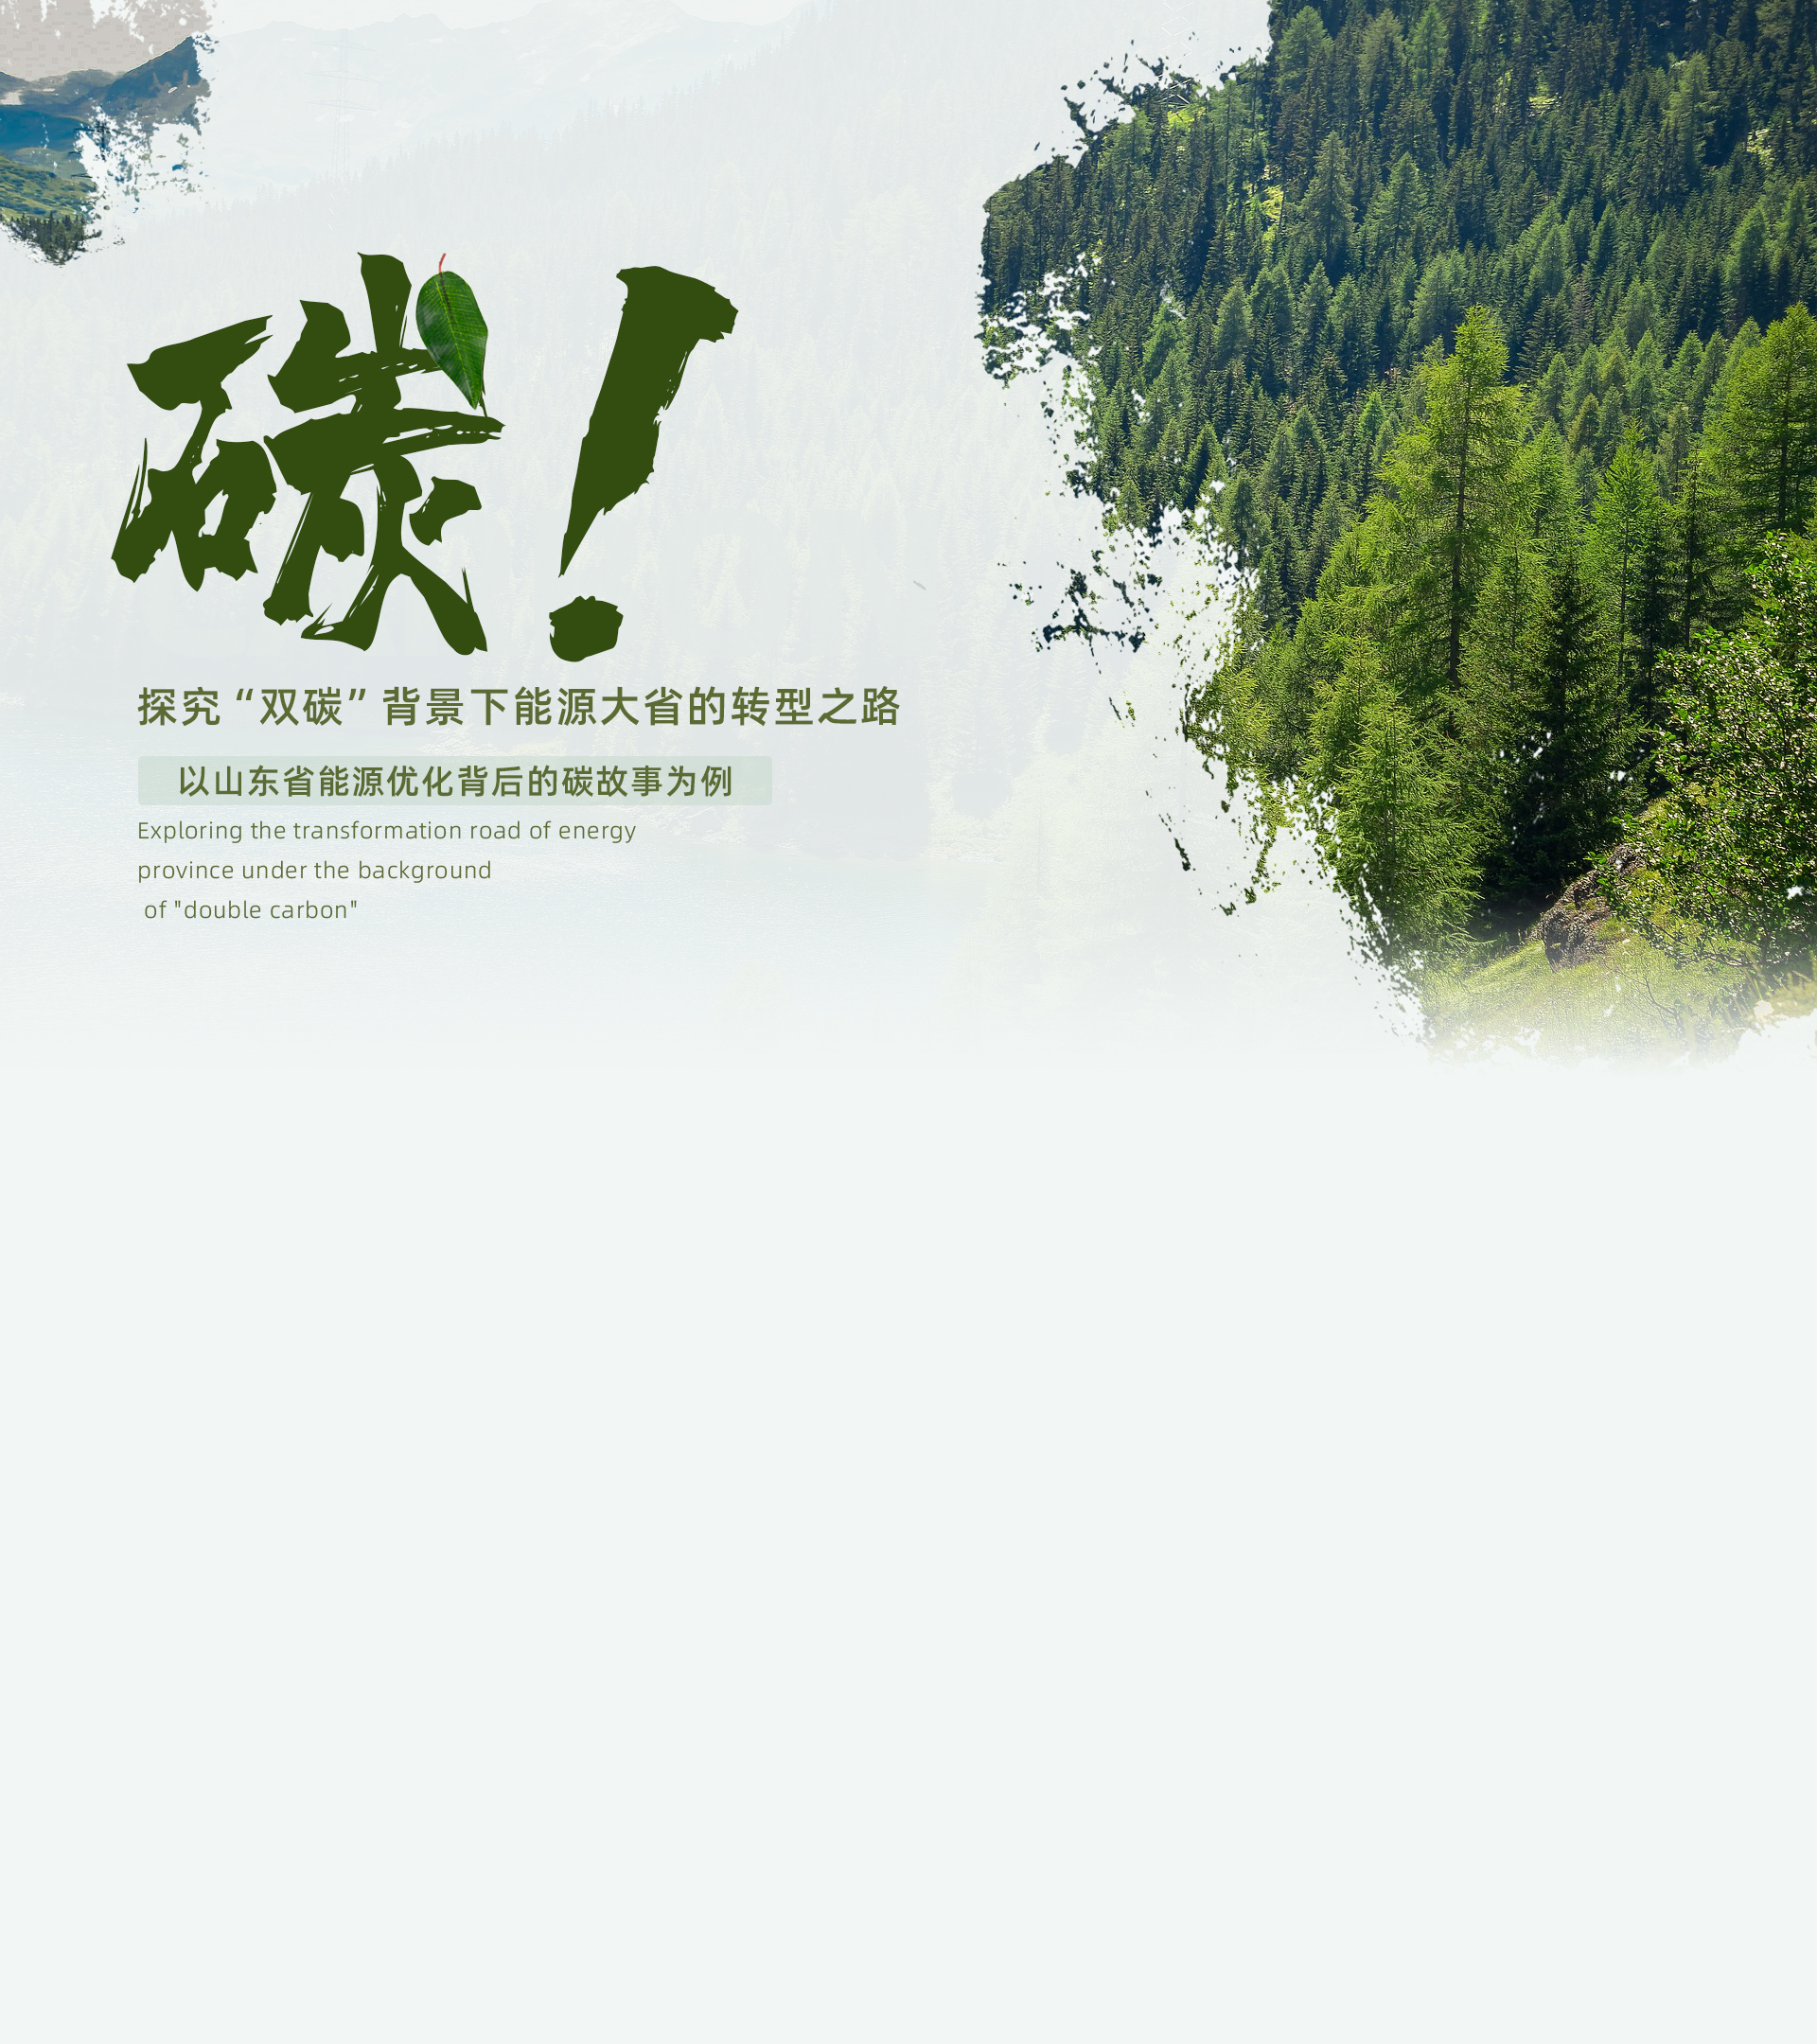 碳！
探究“双碳”背景下能源大省的转型之路
以山东省能源优化背后的碳故事为例
Exploring the transformation road of energy
province under the background
of "double carbon"